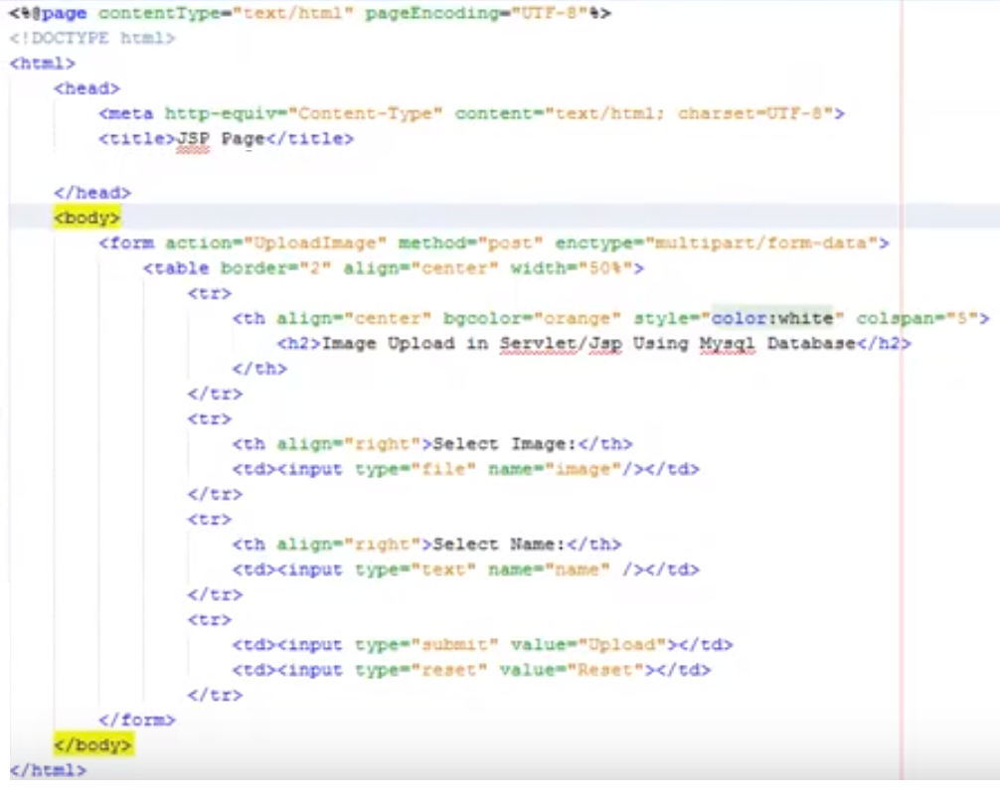 <%@page contentType="text/html" pageEncoding="UTF-8"%>
<!DOCTYPE html>
<html>
<head>
<meta http-equiv="Content-Type" content="text/html; charset=UTF-8">
<title>JSP Page</title>
</head>
<body>
<form action="UploadImage" method="post" enctype="multipart/form-data">
<table border="2" align="center" width="50%">
<tr>
<th align="center" bgcolor="orange" style="color:white" colspan="5">
<h2>Image Upload in Servlet/Jsp Using Mysql Database</h2>
</th>
</tr>
<tr>
<th align="right">Select Image:</th>
<td><input type="file" name="image"/></td>
</tr>
<tr>
<th align="right">Select Name:</th>
<td><input type="text" name="name" /></td>
</tr>
<tr>
<td><input type="submit" value="Upload"></td>
<td><input type="reset" value="Reset"></td>
</tr>
</form>
</body>
</html>